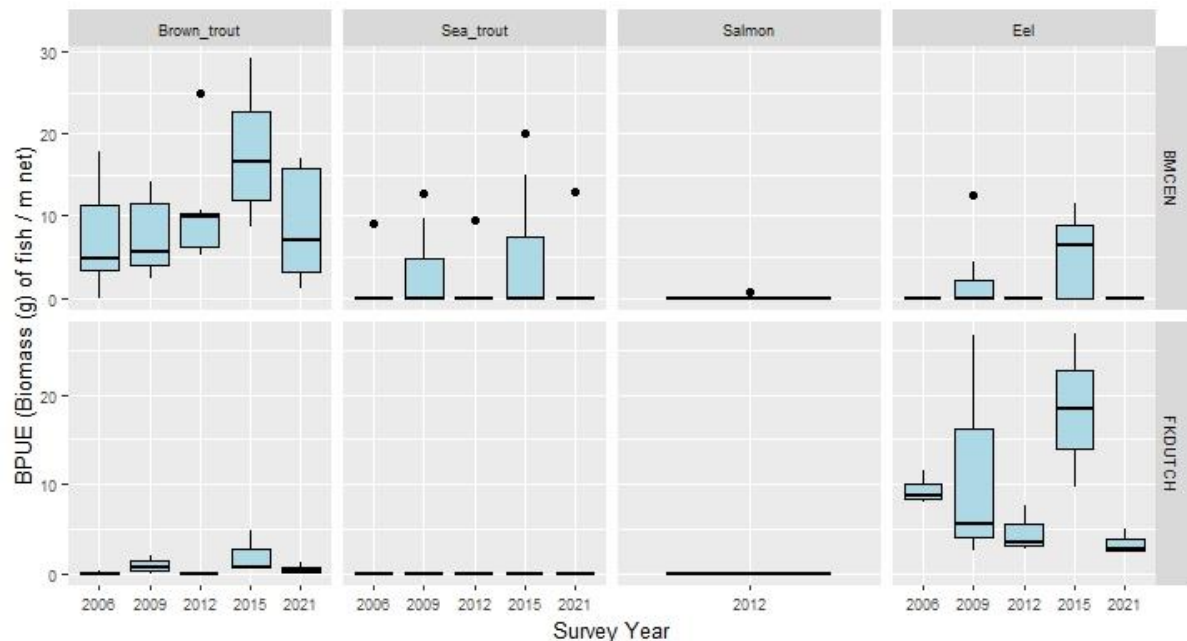 Brown_trout Sea_trout Salmon Eel
BPUE (Biomass (g) of fish / m net)
30
20
10
0
BMCEN
20
10
0
FKDUTCH
2006 2009 2012 2015 2021 2006 2009 2012 2015 2021 2012 2006 2009 2012 2015 2021
Survey Year